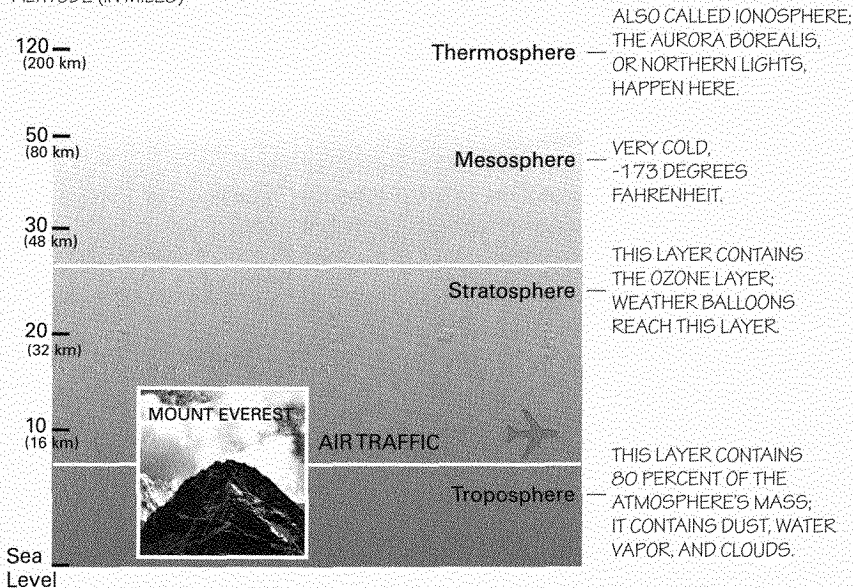 ALTITUDE (IN MILES)
120
(200 km)
Thermosphere
ALSO CALLED IONOSPHERE;
THE AURORA BOREALIS,
OR NORTHERN LIGHTS,
HAPPEN HERE.
50
(80 km)
Mesosphere
VERY COLD,
-173 DEGREES
FAHRENHEIT.
30
(48 km)
Stratosphere
THIS LAYER CONTAINS
THE OZONE LAYER;
WEATHER BALLOONS
REACH THIS LAYER.
20
(32 km)
MOUNT EVEREST
10
(16 km)
AIR TRAFFIC
Troposphere
THIS LAYER CONTAINS
80 PERCENT OF THE
ATMOSPHERE'S MASS;
IT CONTAINS DUST, WATER
VAPOR, AND CLOUDS.
Sea
Level